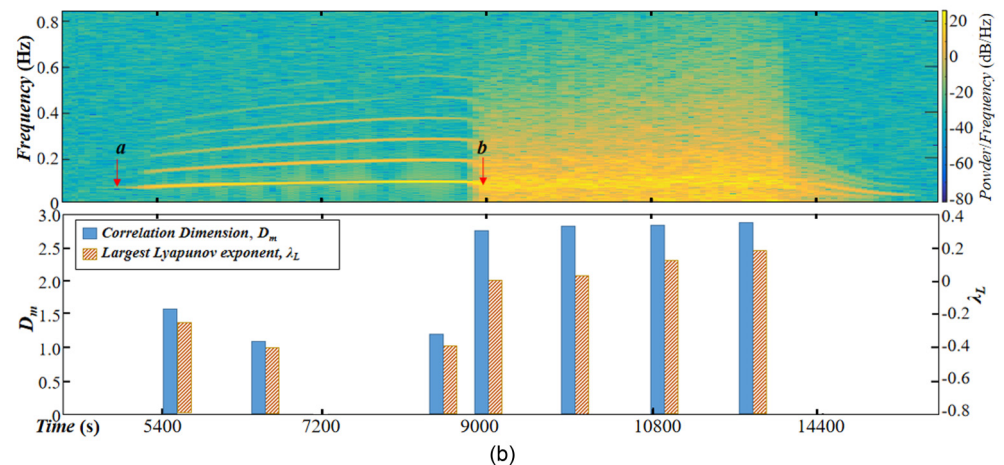 0.8
0.6
0.4
0.2
0
Frequency (Hz)
a
b
20
0
-20
-40
-60
-80
Powder/Frequency (dB/Hz)
3.0
2.5
2.0
1.5
1.0
0.5
0
Dm
Correlation Dimension, Dm
Largest Lyapunov exponent, λL
0.4
0.2
0
-0.2
-0.4
-0.6
-0.8
λL
Time (s) 5400 7200 9000 10800 14400
(b)